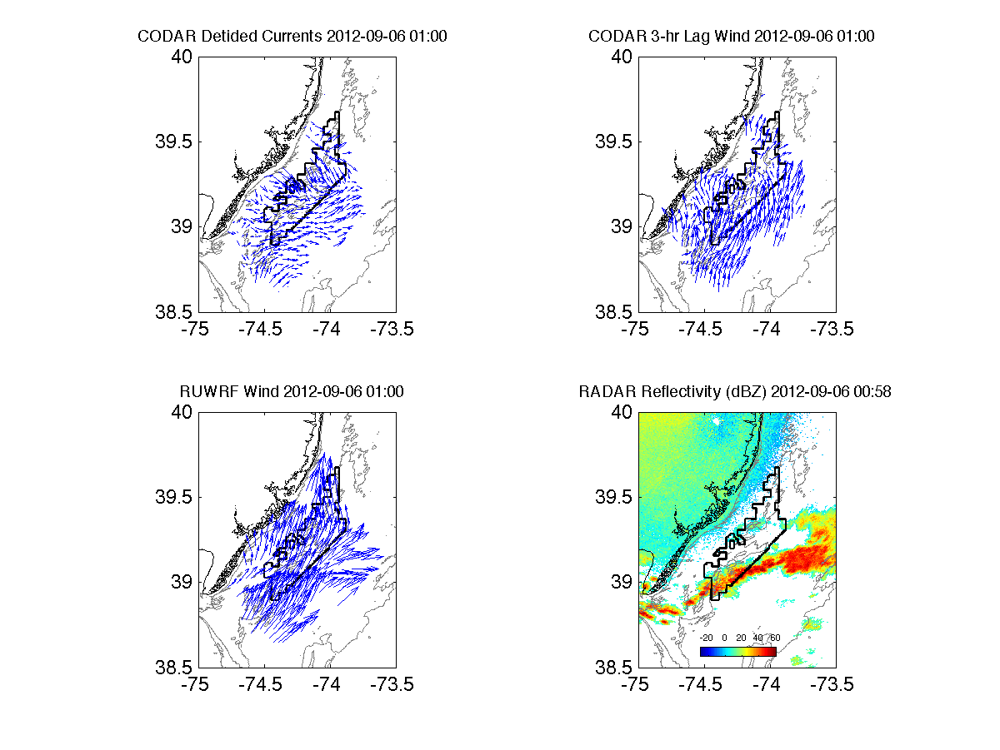 CODAR Detided Currents 2012-09-06 01:00
40
39.5
39
38.5
-75 -74.5 -74 -73.5
CODAR 3-hr Lag Wind 2012-09-06 01:00
40
39.5
39
38.5
-75 -74.5 -74 -73.5
RUWRF Wind 2012-09-06 01:00
40
39.5
39
38.5
-75 -74.5 -74 -73.5
RADAR Reflectivity (dBZ) 2012-09-06 00:58
40
39.5
39
-20 0 20 40 60
38.5
-75 -74.5 -74 -73.5